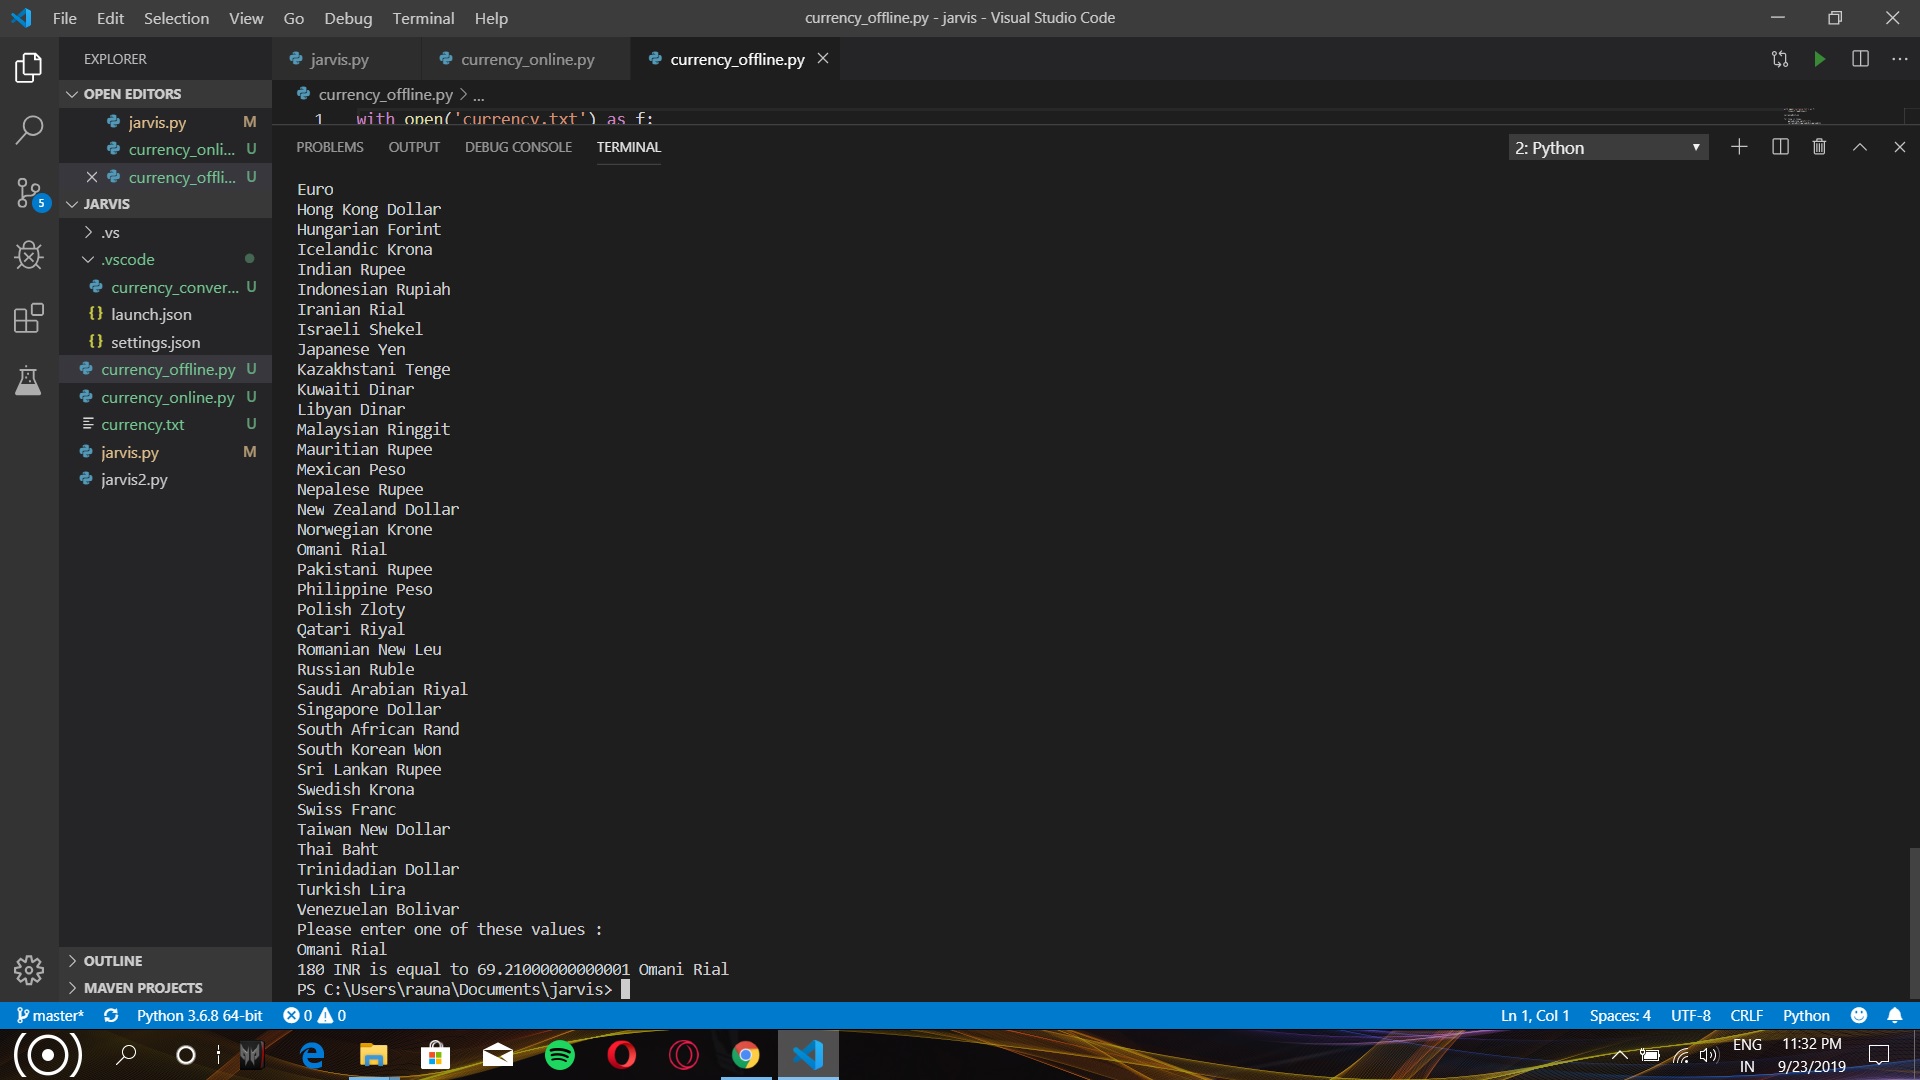 File Edit Selection View Go Debug Terminal Help
currency_offline.py - jarvis - Visual Studio Code
EXPLORER
jarvis.py
currency_online.py
currency_offline.py
OPEN EDITORS
jarvis.py M
currency_onli... U
currency_offli... U
JARVIS
.vs
.vscode
currency_conver... U
launch.json
settings.json
currency_offline.py U
currency_online.py U
currency.txt U
jarvis.py M
jarvis2.py
OUTLINE
MAVEN PROJECTS
5
currency_offline.py > ...
1 with open('currency.txt') as f:
PROBLEMS OUTPUT DEBUG CONSOLE TERMINAL
2: Python
Euro
Hong Kong Dollar
Hungarian Forint
Icelandic Krona
Indian Rupee
Indonesian Rupiah
Iranian Rial
Israeli Shekel
Japanese Yen
Kazakhstani Tenge
Kuwaiti Dinar
Libyan Dinar
Malaysian Ringgit
Mauritian Rupee
Mexican Peso
Nepalese Rupee
New Zealand Dollar
Norwegian Krone
Omani Rial
Pakistani Rupee
Philippine Peso
Polish Zloty
Qatari Riyal
Romanian New Leu
Russian Ruble
Saudi Arabian Riyal
Singapore Dollar
South African Rand
South Korean Won
Sri Lankan Rupee
Swedish Krona
Swiss Franc
Taiwan New Dollar
Thai Baht
Trinidadian Dollar
Turkish Lira
Venezuelan Bolivar
Please enter one of these values :
Omani Rial
180 INR is equal to 69.21000000000001 Omani Rial
PS C:\Users\rauna\Documents\jarvis>
master* Python 3.6.8 64-bit 0 0
Ln 1, Col 1 Spaces: 4 UTF-8 CRLF Python
ENG
IN
11:32 PM
9/23/2019